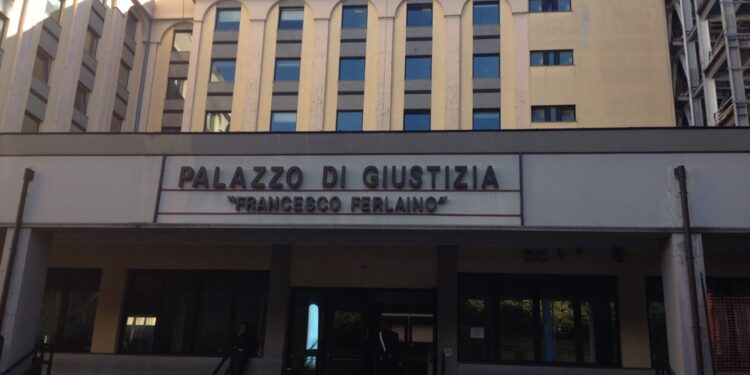 PALAZZO DI GIUSTIZIA
"FRANCESCO FERLAINO"